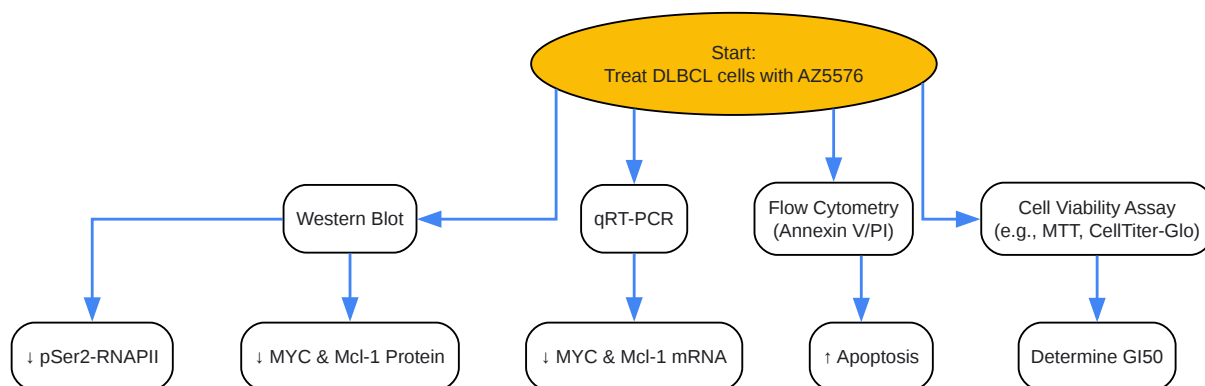 Start:
Treat DLBCL cells with AZ5576
Western Blot
qRT-PCR
Flow Cytometry
(Annexin V/PI)
Cell Viability Assay
(e.g., MTT, CellTiter-Glo)
↓ pSer2-RNAPII
↓ MYC & Mcl-1 Protein
↓ MYC & Mcl-1 mRNA
↑ Apoptosis
Determine GI50